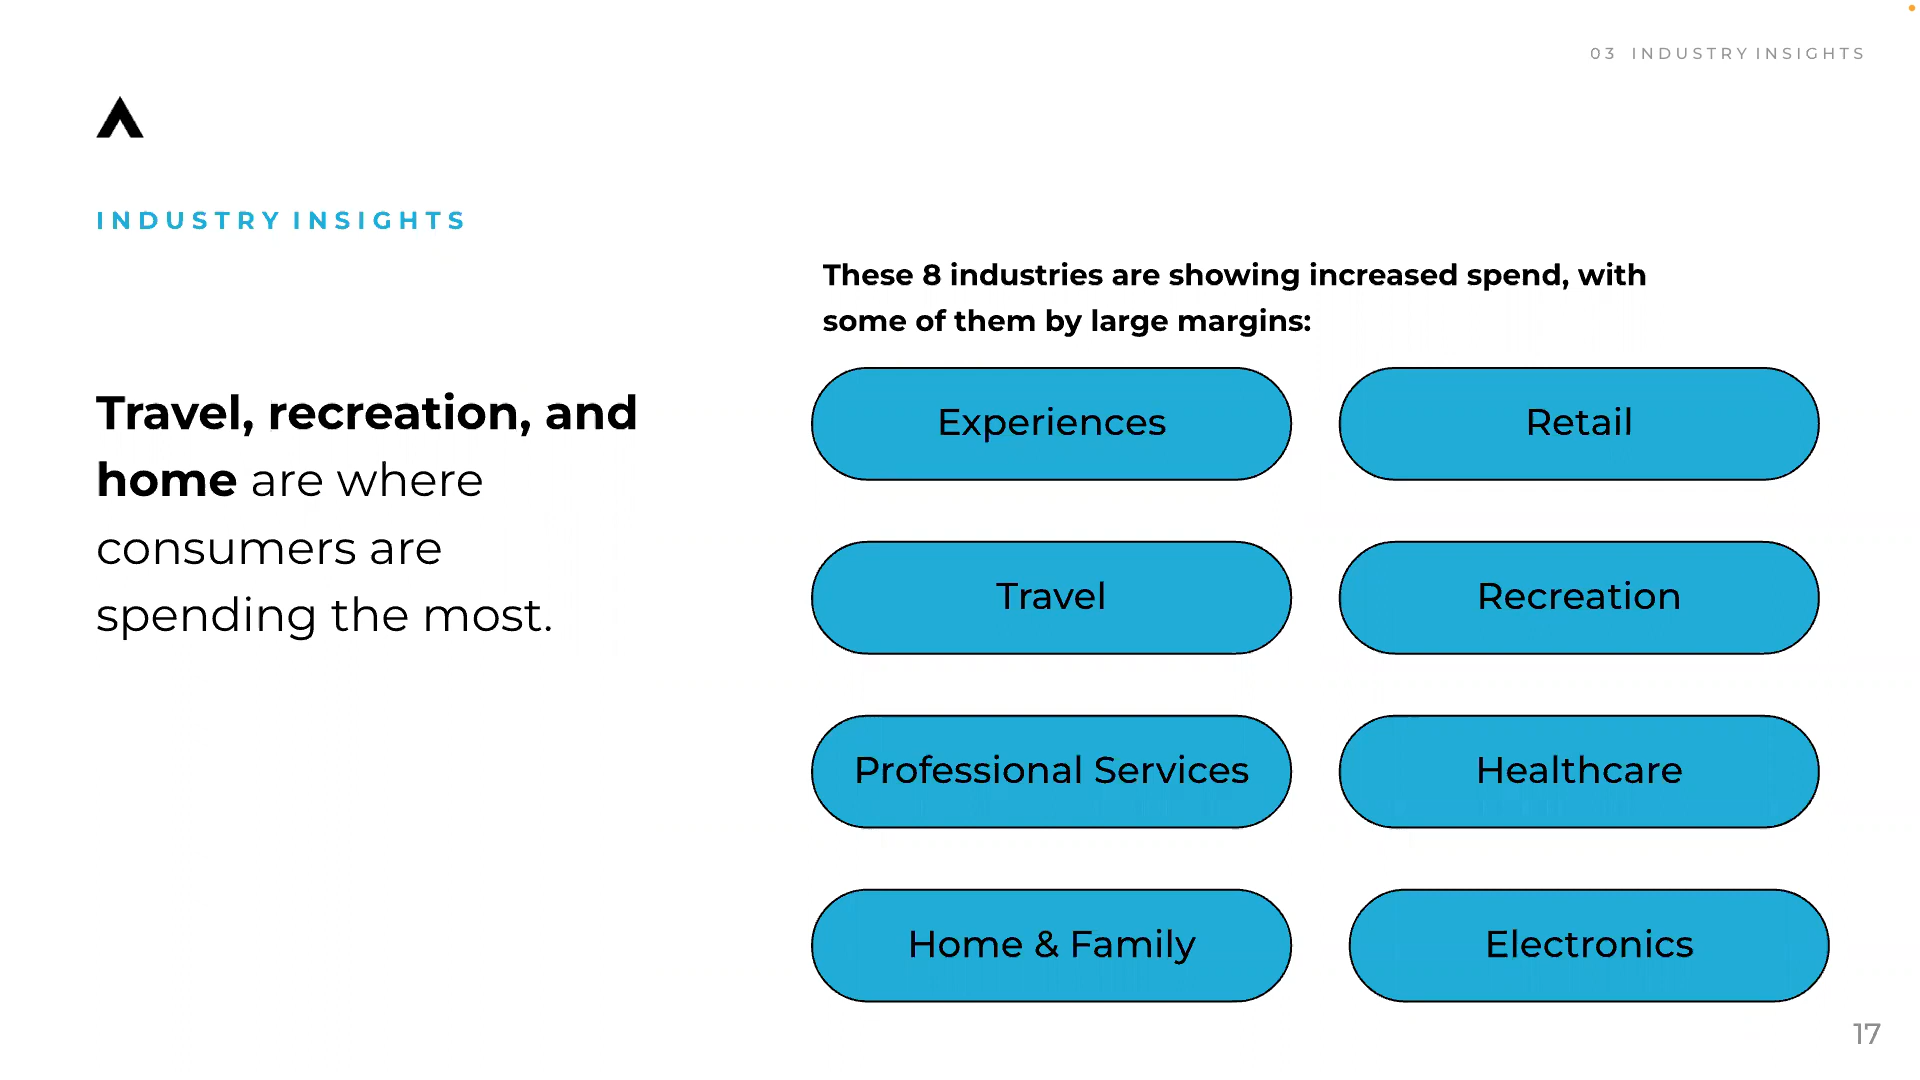 03 INDUSTRY INSIGHTS
INDUSTRY INSIGHTS
Travel, recreation, and
home are where
consumers are
spending the most.
These 8 industries are showing increased spend, with
some of them by large margins:
Experiences
Retail
Travel
Recreation
Professional Services
Healthcare
Home & Family
Electronics
17